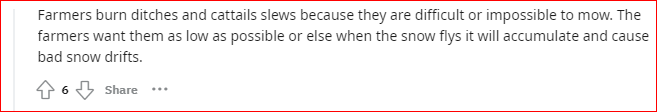 Farmers burn ditches and cattails slews because they are difficult or impossible to mow. The
farmers want them as low as possible or else when the snow flys it will accumulate and cause
bad snow drifts.
6 Share ...